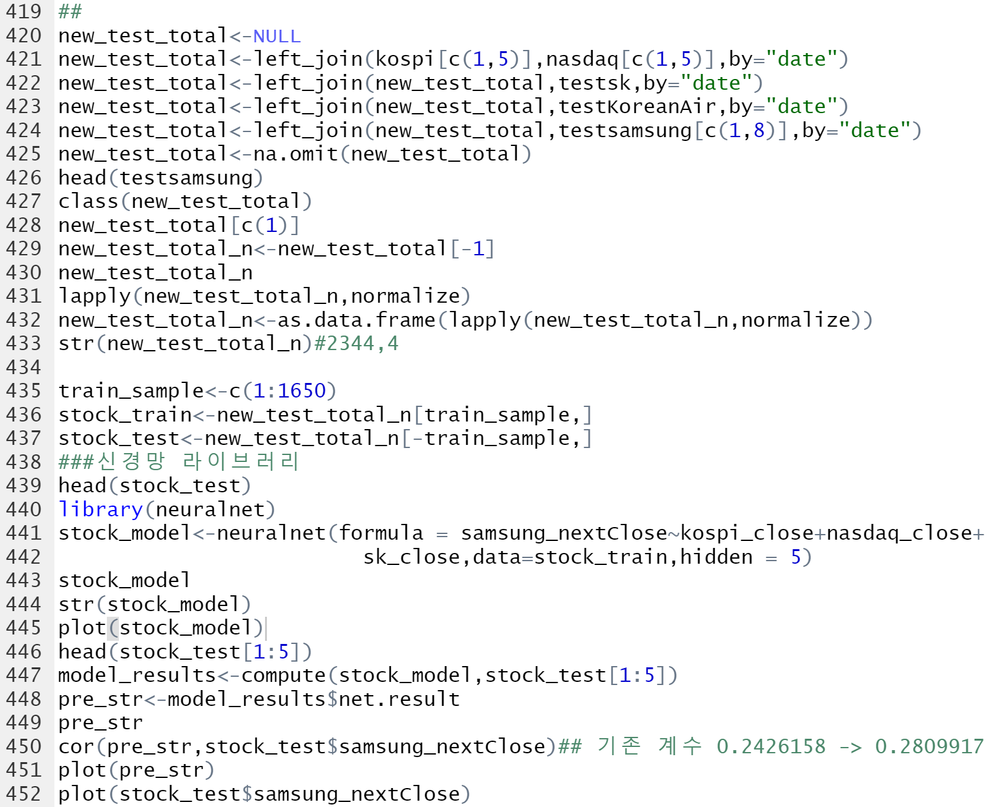 419 ##
420 new_test_total<-NULL
421 new_test_total<-left_join(kospi[c(1,5)],nasdaq[c(1,5)],by="date")
422 new_test_total<-left_join(new_test_total,testsk,by="date")
423 new_test_total<-left_join(new_test_total,testKoreanAir,by="date")
424 new_test_total<-left_join(new_test_total,testsamsung[c(1,8)],by="date")
425 new_test_total<-na.omit(new_test_total)
426 head(testsamsung)
427 class(new_test_total)
428 new_test_total[c(1)]
429 new_test_total_n<-new_test_total[-1]
430 new_test_total_n
431 lapply(new_test_total_n,normalize)
432 new_test_total_n<-as.data.frame(lapply(new_test_total_n,normalize))
433 str(new_test_total_n)#2344,4
434
435 train_sample<-c(1:1650)
436 stock_train<-new_test_total_n[train_sample,]
437 stock_test<-new_test_total_n[-train_sample,]
438 ###신경망 라이브러리
439 head(stock_test)
440 library(neuralnet)
441 stock_model<-neuralnet(formula = samsung_nextClose~kospi_close+nasdaq_close+
442                          sk_close,data=stock_train,hidden = 5)
443 stock_model
444 str(stock_model)
445 plot(stock_model)
446 head(stock_test[1:5])
447 model_results<-compute(stock_model,stock_test[1:5])
448 pre_str<-model_results$net.result
449 pre_str
450 cor(pre_str,stock_test$samsung_nextClose)## 기존 계수 0.2426158 -> 0.2809917
451 plot(pre_str)
452 plot(stock_test$samsung_nextClose)